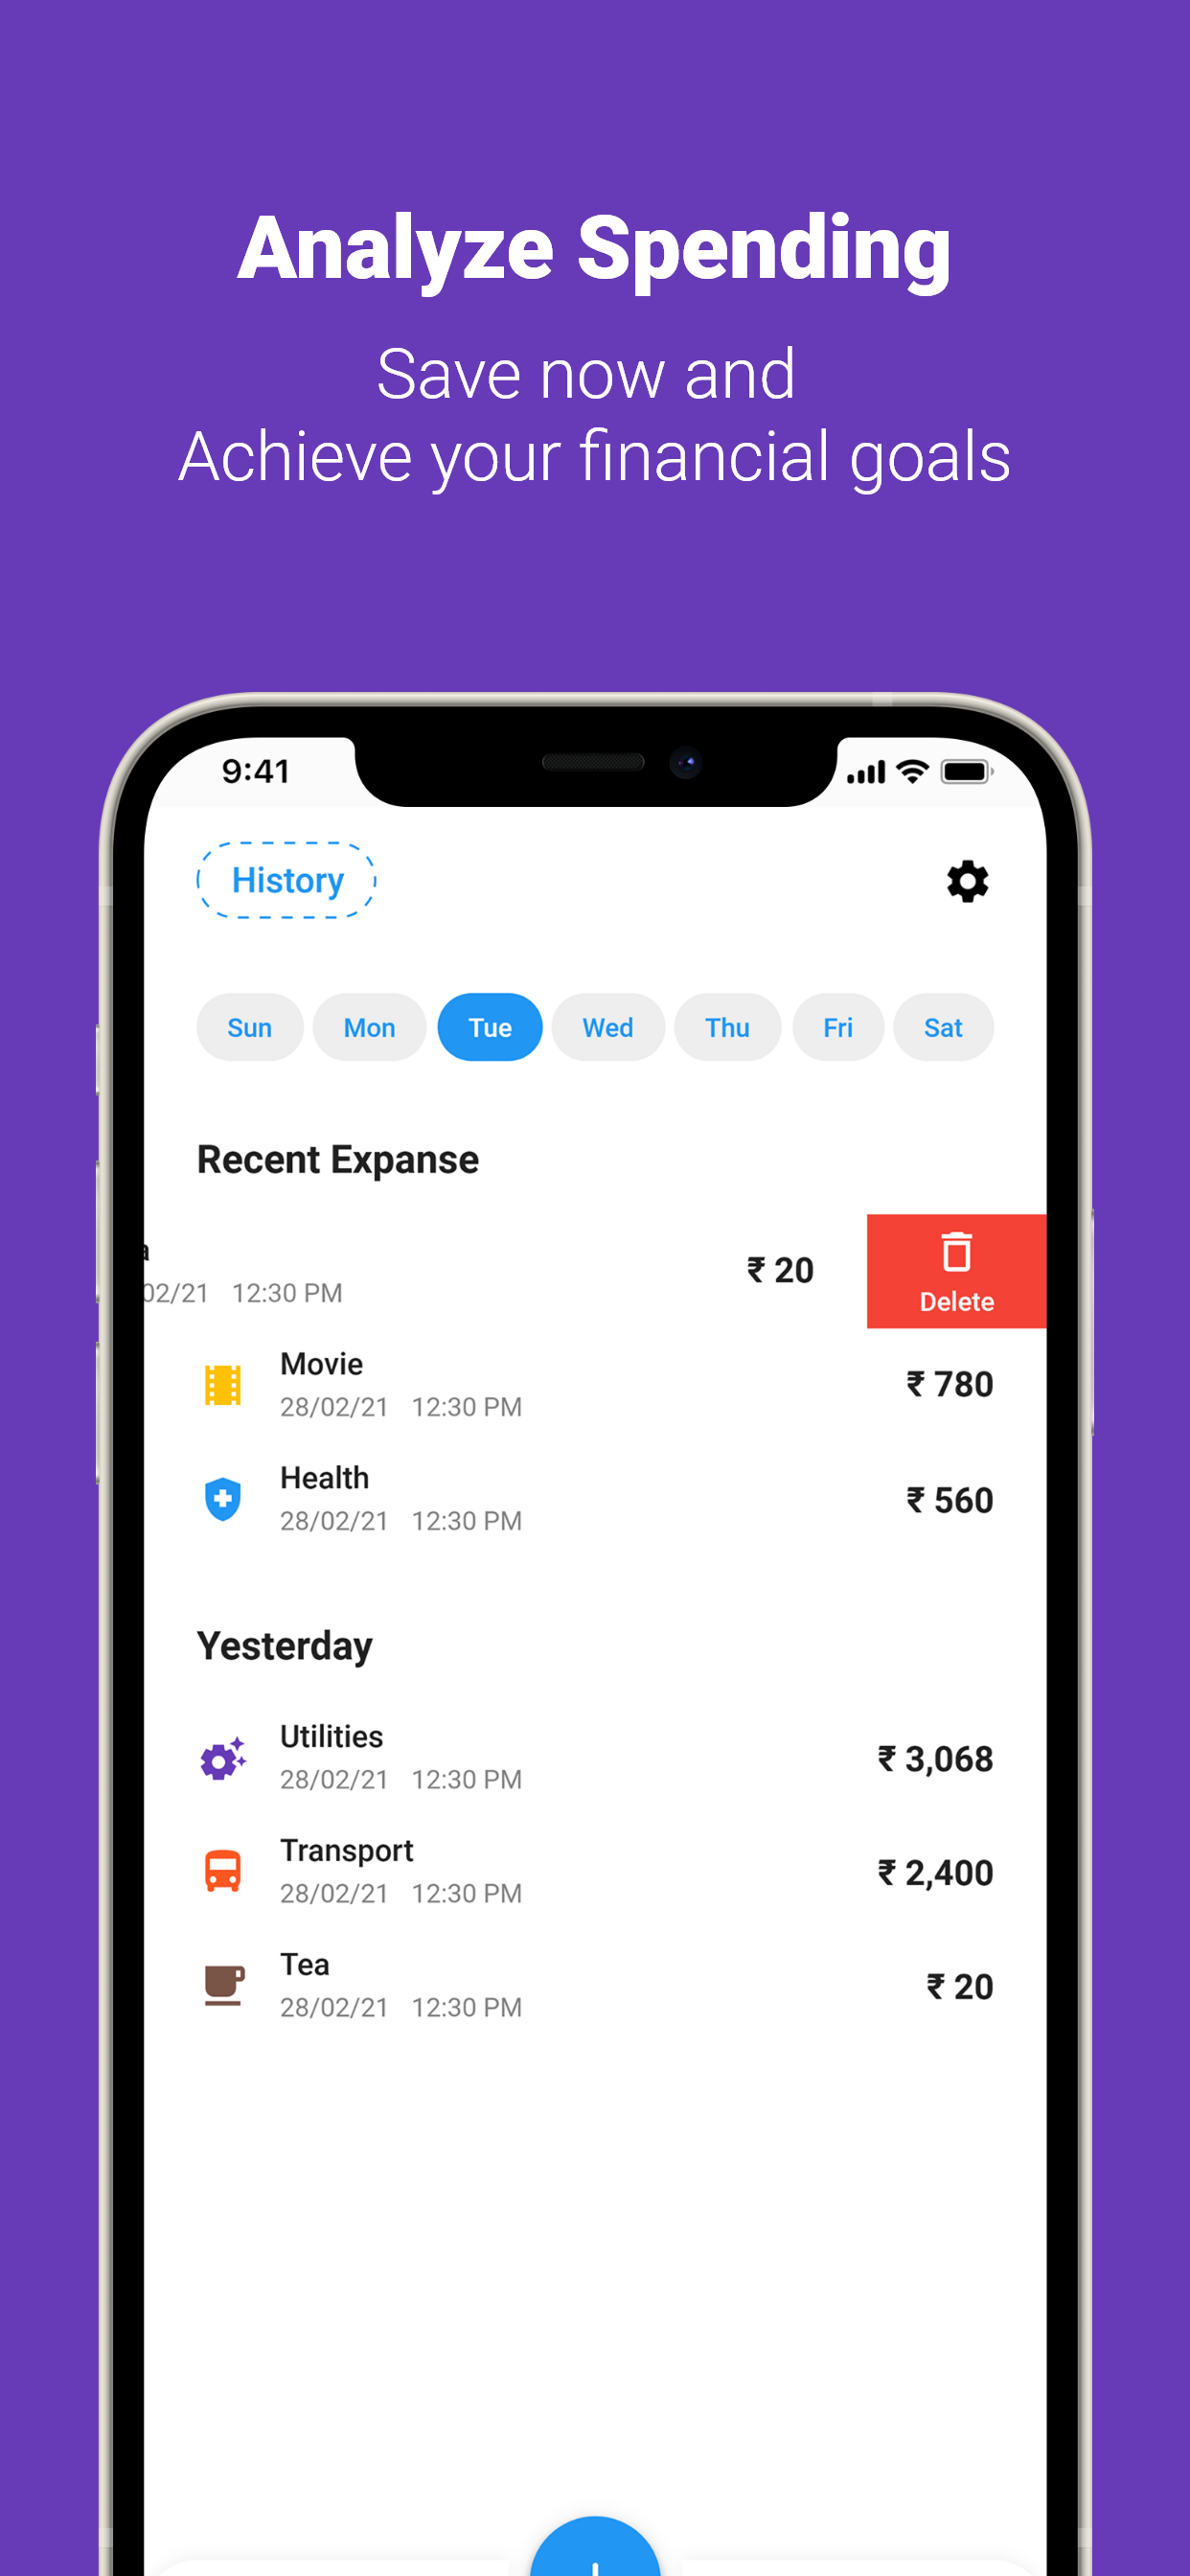 Analyze Spending
Save now and
Achieve your financial goals
9:41
History
Sun Mon Tue Wed Thu Fri Sat
Recent Expanse
a
02/21 12:30 PM
₹ 20
Delete
Movie
28/02/21 12:30 PM
₹ 780
Health
28/02/21 12:30 PM
₹ 560
Yesterday
Utilities
28/02/21 12:30 PM
₹ 3,068
Transport
28/02/21 12:30 PM
₹ 2,400
Tea
28/02/21 12:30 PM
₹ 20